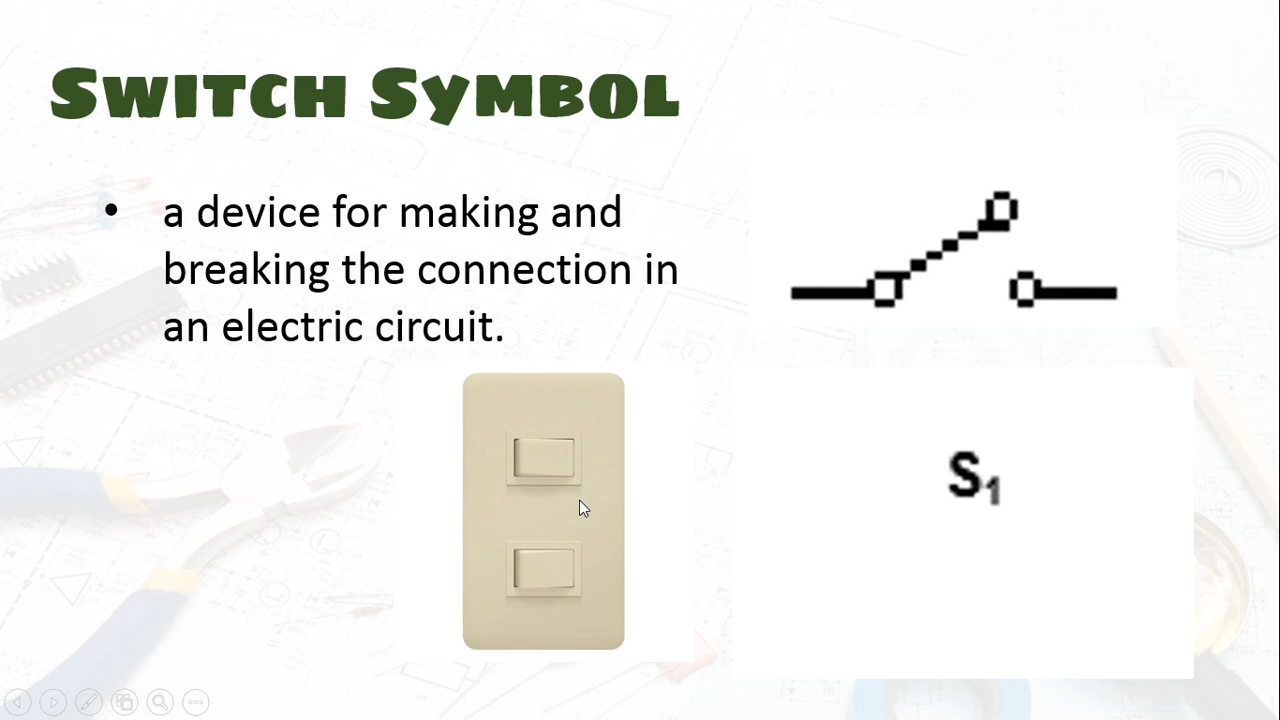 Switch Symbol
• a device for making and
breaking the connection in
an electric circuit.
S₁